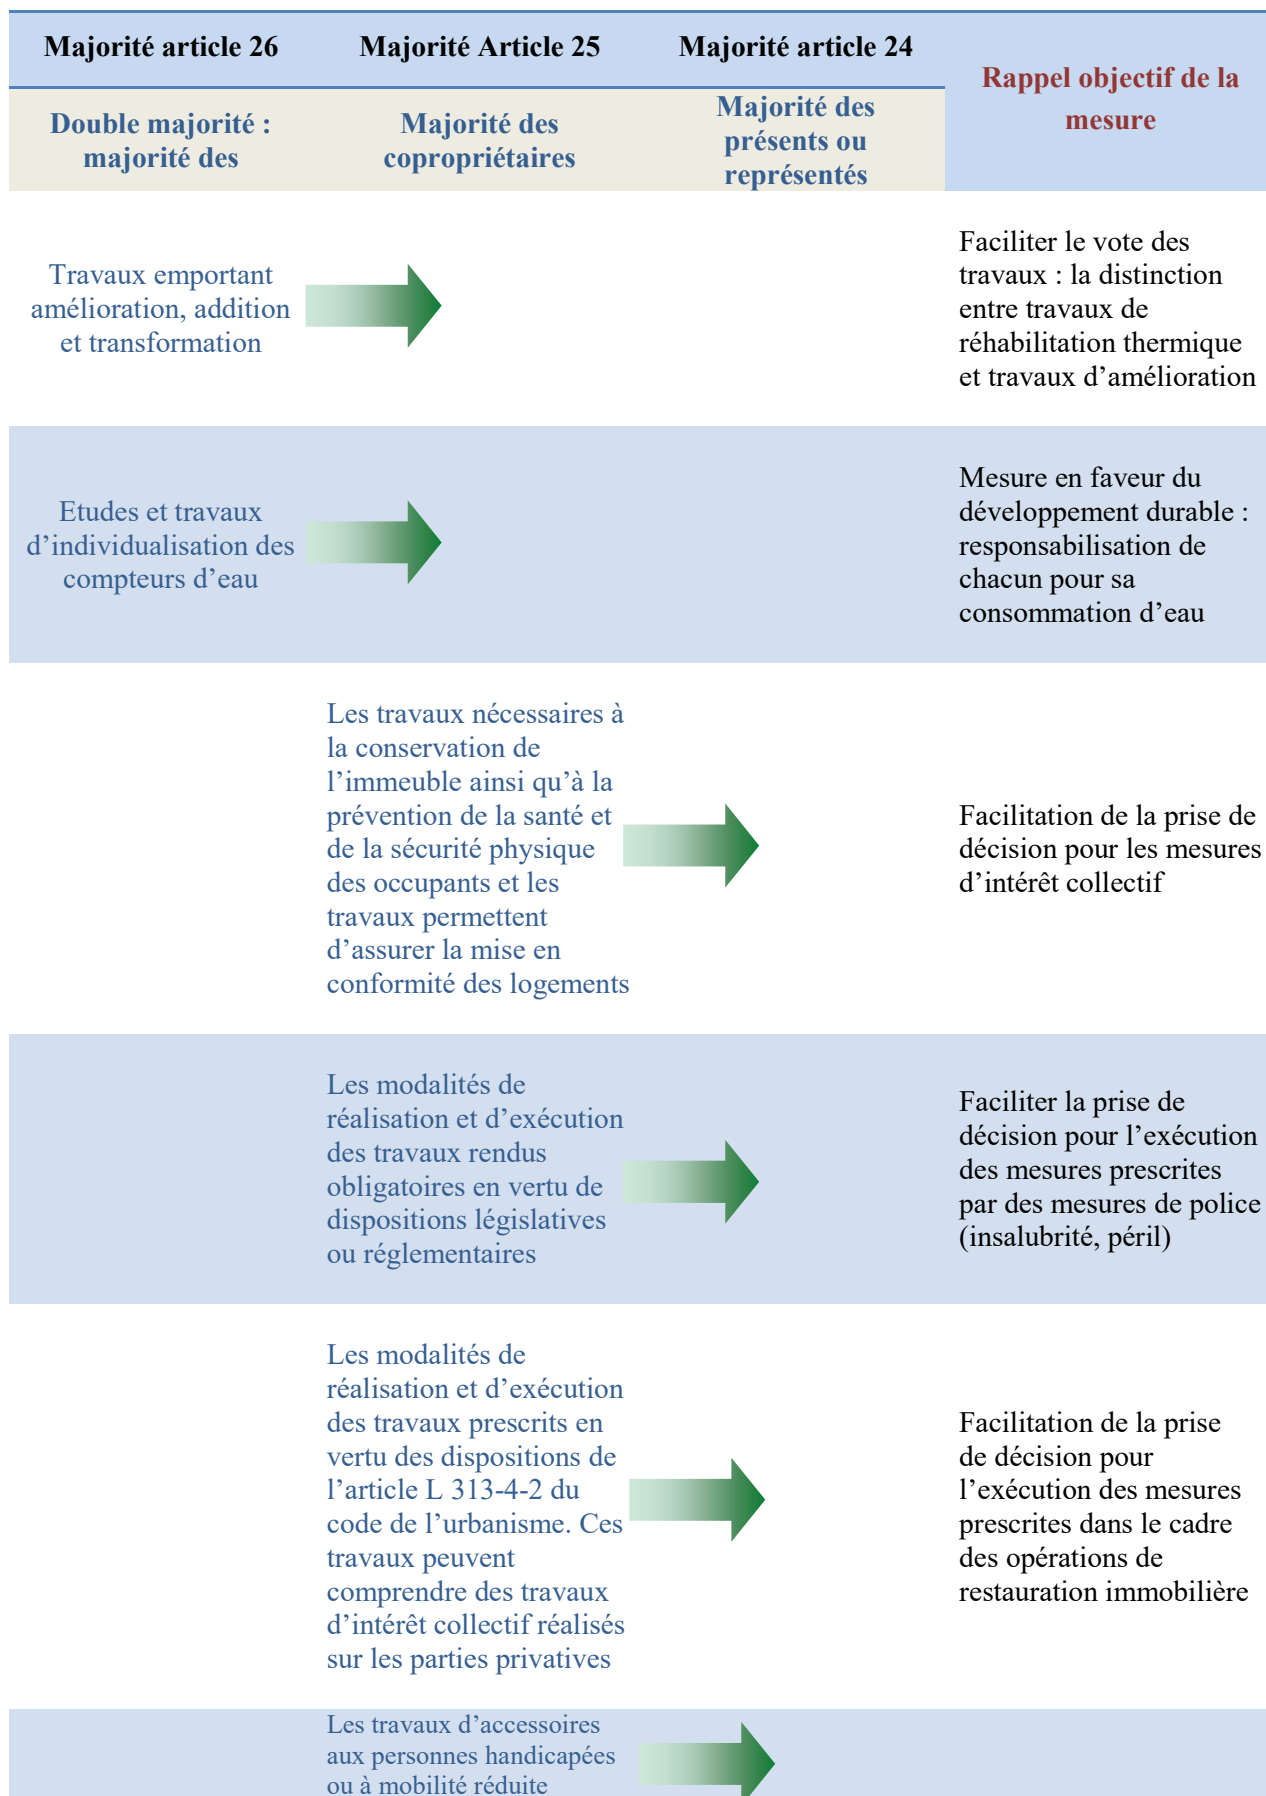 Majorité article 26
Majorité Article 25
Majorité article 24
Rappel objectif de la
mesure
Double majorité :
majorité des
Majorité des
copropriétaires
Majorité des
présents ou
représentés
Travaux emportant
amélioration, addition
et transformation
Faciliter le vote des
travaux : la distinction
entre travaux de
réhabilitation thermique
et travaux d’amélioration
Etudes et travaux
d’individualisation des
compteurs d’eau
Mesure en faveur du
développement durable :
responsabilisation de
chacun pour sa
consommation d’eau
Les travaux nécessaires à
la conservation de
l’immeuble ainsi qu’à la
prévention de la santé et
de la sécurité physique
des occupants et les
travaux permettent
d’assurer la mise en
conformité des logements
Facilitation de la prise de
décision pour les mesures
d’intérêt collectif
Les modalités de
réalisation et d’exécution
des travaux rendus
obligatoires en vertu de
dispositions législatives
ou réglementaires
Faciliter la prise de
décision pour l’exécution
des mesures prescrites
par des mesures de police
(insalubrité, péril)
Les modalités de
réalisation et d’exécution
des travaux prescrits en
vertu des dispositions de
l’article L 313-4-2 du
code de l’urbanisme. Ces
travaux peuvent
comprendre des travaux
d’intérêt collectif réalisés
sur les parties privatives
Facilitation de la prise
de décision pour
l’exécution des mesures
prescrites dans le cadre
des opérations de
restauration immobilière
Les travaux d’accessoires
aux personnes handicapées
ou à mobilité réduite